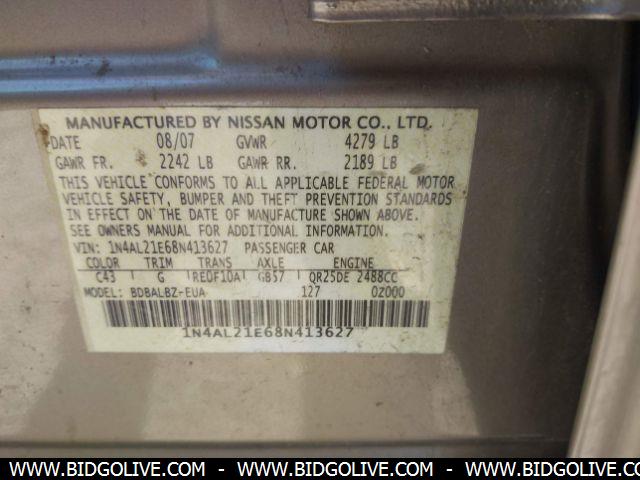 MANUFACTURED BY NISSAN MOTOR CO., LTD.
DATE 08/07 GVWR 4279 LB
GAWR FR. 2242 LB GAWR RR. 2189 LB
THIS VEHICLE CONFORMS TO ALL APPLICABLE FEDERAL MOTOR
VEHICLE SAFETY, BUMPER AND THEFT PREVENTION STANDARDS
IN EFFECT ON THE DATE OF MANUFACTURE SHOWN ABOVE.
SEE OWNERS MANUAL FOR ADDITIONAL INFORMATION.
VIN: 1N4AL21E68N413627 PASSENGER CAR
COLOR TRIM TRANS AXLE ENGINE
C43 G RE0F10A GB57 QR25DE 2488CC
MODEL: BDBALBZ-EUA 127 0Z000
1N4AL21E68N413627
WWW.BIDGOLIVE.COM - WWW.BIDGOLIVE.COM - WWW.BIDGOLIVE.COM